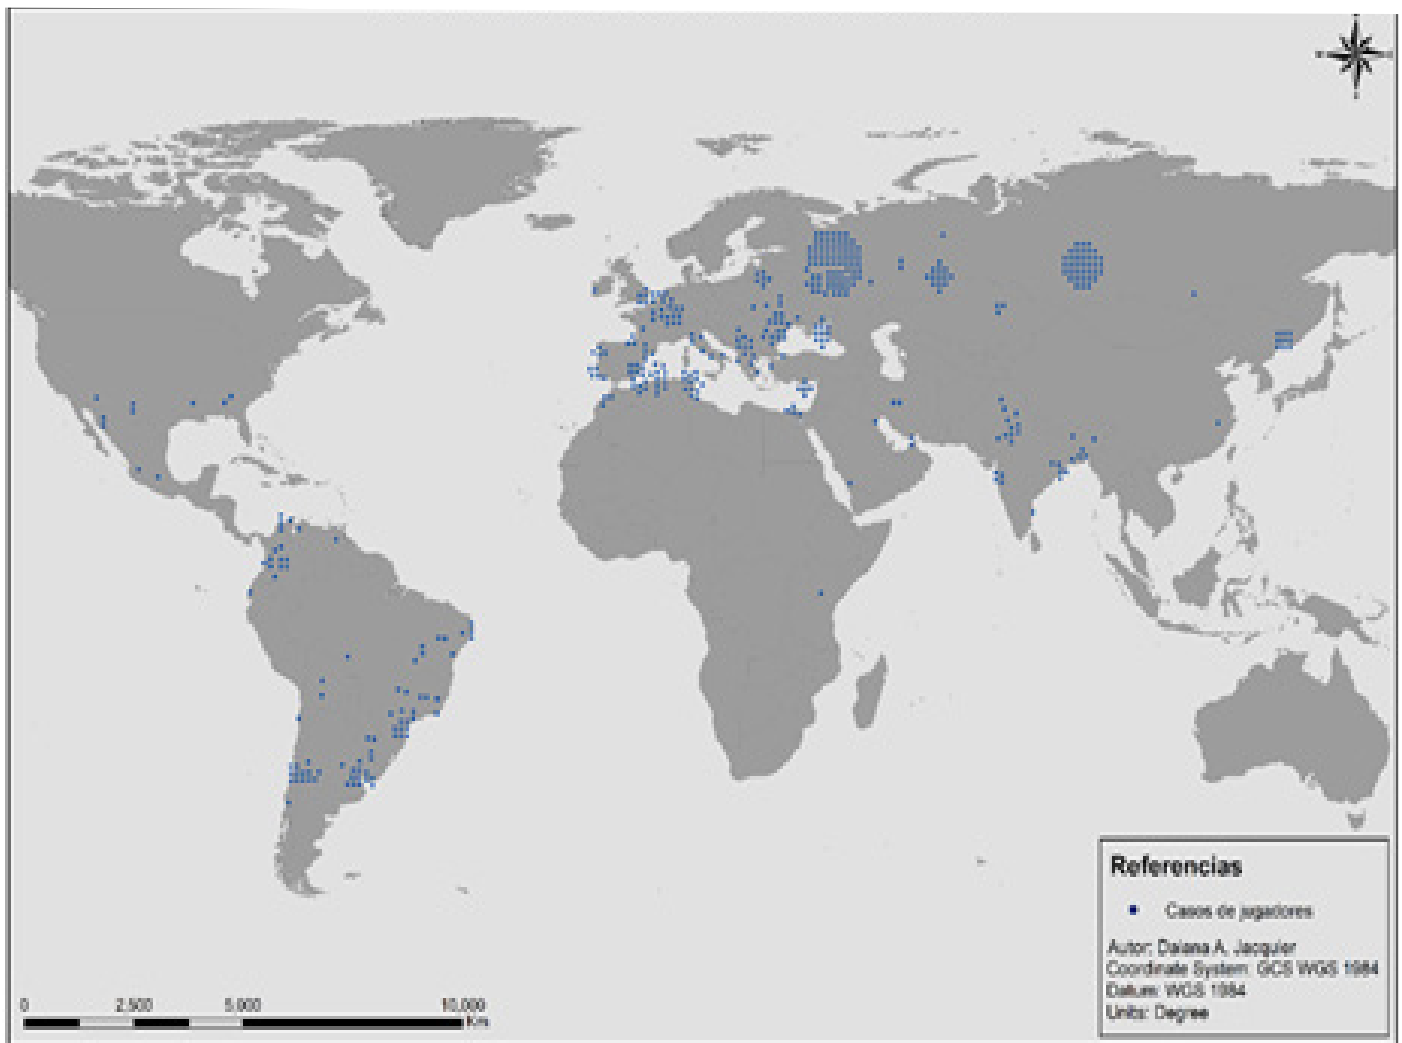 Referencias
Casos de jugadores
Autor: Daiana A. Jacquier
Coordinate System: GCS WGS 1984
Datum: WGS 1984
Units: Degree
0 2,500 5,000 10,000
Km